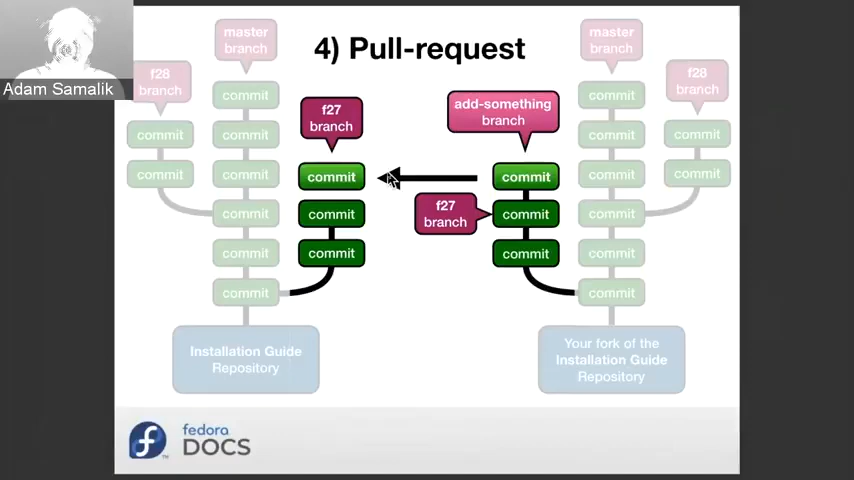 Adam Samalik
4) Pull-request
master
branch
f28
branch
commit
commit
commit
commit
commit
commit
commit
commit
f27
branch
commit
commit
commit
Installation Guide
Repository
add-something
branch
commit
f27
branch
commit
commit
master
branch
f28
branch
commit
commit
commit
commit
commit
commit
commit
commit
Your fork of the
Installation Guide
Repository
fedora
DOCS
TM